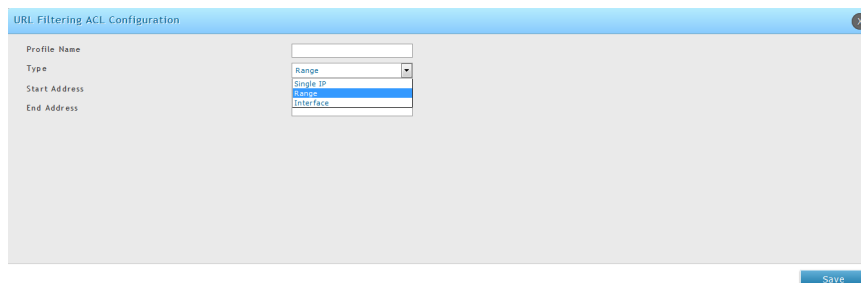 URL Filtering ACL Configuration
X
Profile Name
Type
Range
Single IP
Start Address
Range
End Address
Interface
Save